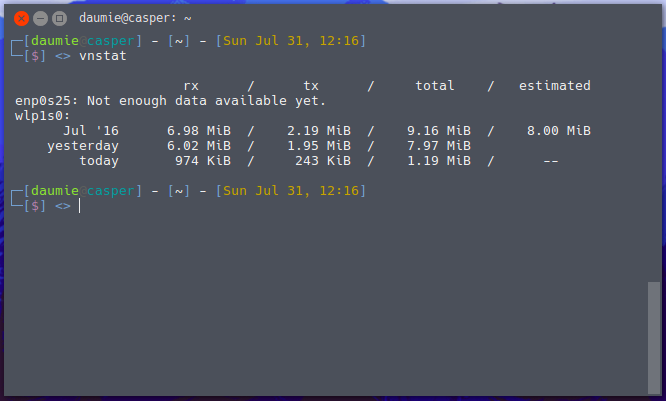 daumie@casper: ~
┌─[daumie@casper] – [~] – [Sun Jul 31, 12:16]
└─[$] <> vnstat
rx / tx / total / estimated
enp0s25: Not enough data available yet.
wlp1s0:
Jul '16 6.98 MiB / 2.19 MiB / 9.16 MiB / 8.00 MiB
yesterday 6.02 MiB / 1.95 MiB / 7.97 MiB
today 974 KiB / 243 KiB / 1.19 MiB / --
┌─[daumie@casper] – [~] – [Sun Jul 31, 12:16]
└─[$] <>